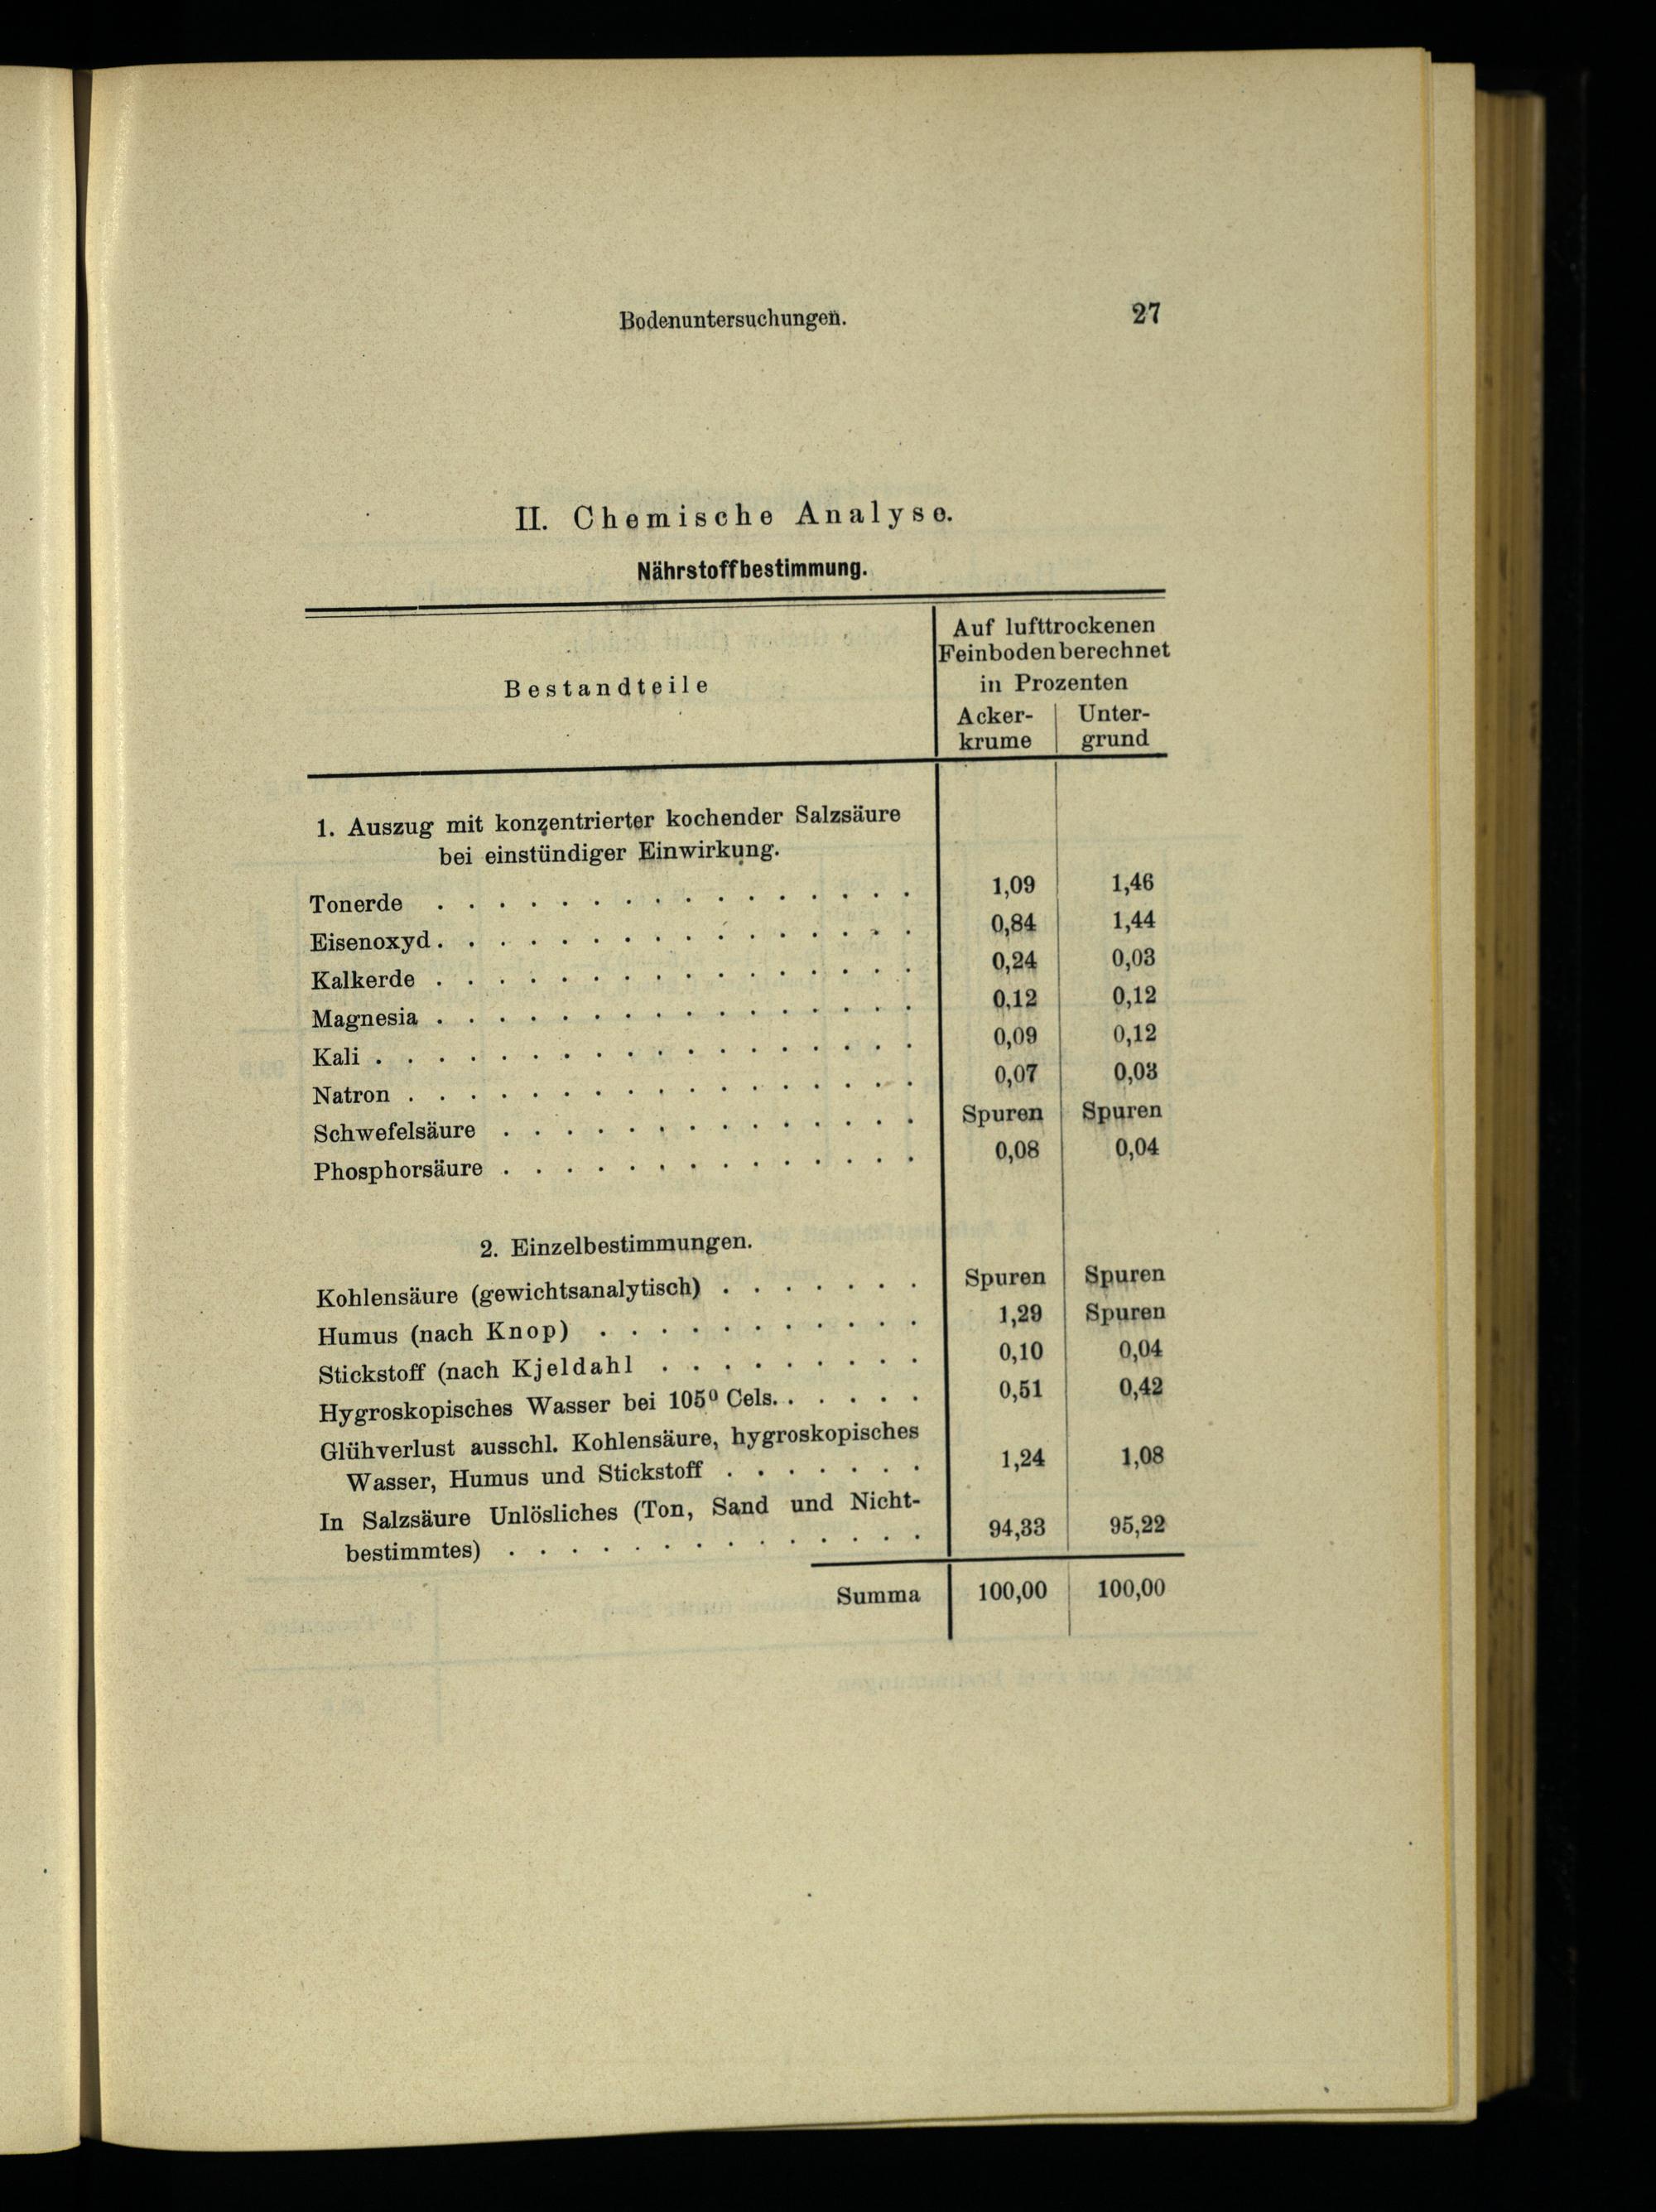 Bodenuntersuchungen. 27
II. Chemische Analyse.
Nährstoffbestimmung.
Bestandteile
Auf lufttrockenen
Feinboden berechnet
in Prozenten
Acker- Unter-
krume grund
1. Auszug mit konzentrierter kochender Salzsäure
bei einstündiger Einwirkung.
Tonerde . . . . . . . . . . . . . . . . 1,09 1,46
Eisenoxyd . . . . . . . . . . . . . . . . 0,84 1,44
Kalkerde . . . . . . . . . . . . . . . . 0,24 0,03
Magnesia . . . . . . . . . . . . . . . . 0,12 0,12
Kali . . . . . . . . . . . . . . . . . . 0,09 0,12
Natron . . . . . . . . . . . . . . . . . 0,07 0,03
Schwefelsäure . . . . . . . . . . . . . . Spuren Spuren
Phosphorsäure . . . . . . . . . . . . . . 0,08 0,04
2. Einzelbestimmungen.
Kohlensäure (gewichtsanalytisch) . . . . . . . Spuren Spuren
Humus (nach Knop) . . . . . . . . . . . 1,29 Spuren
Stickstoff (nach Kjeldahl . . . . . . . . . 0,10 0,04
Hygroskopisches Wasser bei 105⁰ Cels. . . . . . 0,51 0,42
Glühverlust ausschl. Kohlensäure, hygroskopisches
Wasser, Humus und Stickstoff . . . . . . . 1,24 1,08
In Salzsäure Unlösliches (Ton, Sand und Nicht-
bestimmtes) . . . . . . . . . . . . . . 94,33 95,22
Summa 100,00 100,00